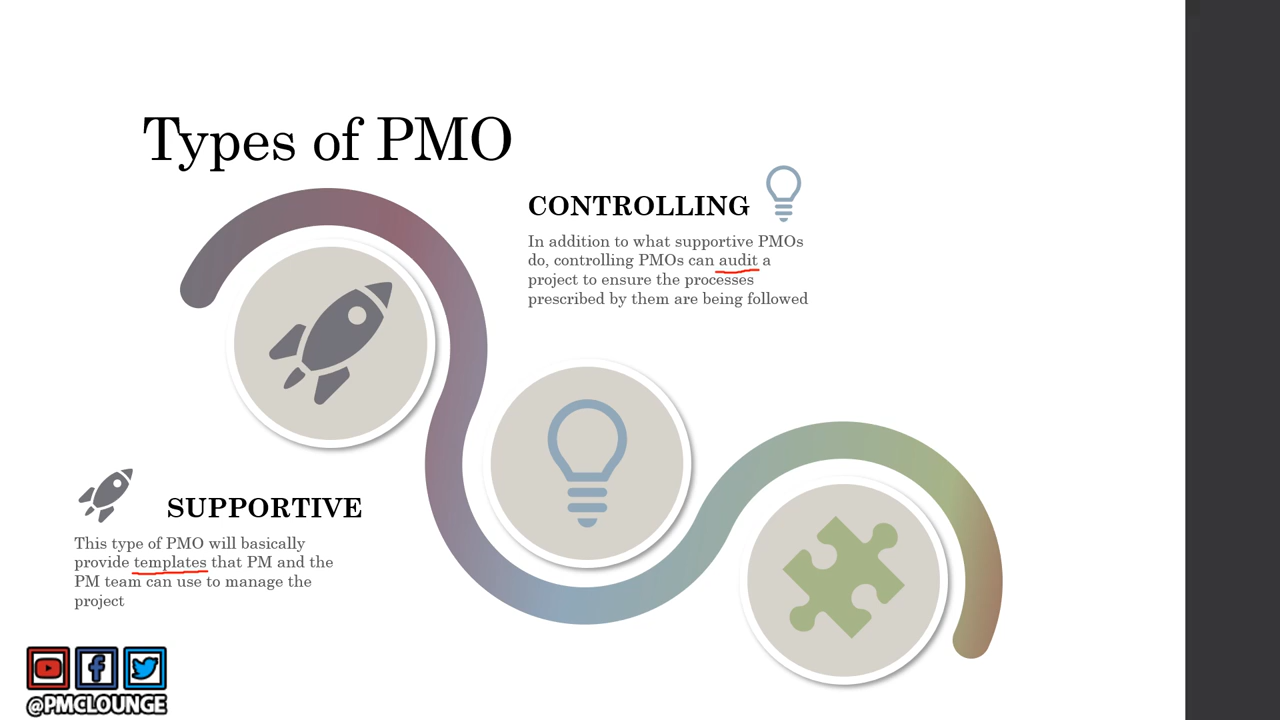 Types of PMO
CONTROLLING
In addition to what supportive PMOs
do, controlling PMOs can audit a
project to ensure the processes
prescribed by them are being followed
SUPPORTIVE
This type of PMO will basically
provide templates that PM and the
PM team can use to manage the
project
@PMCLOUNGE